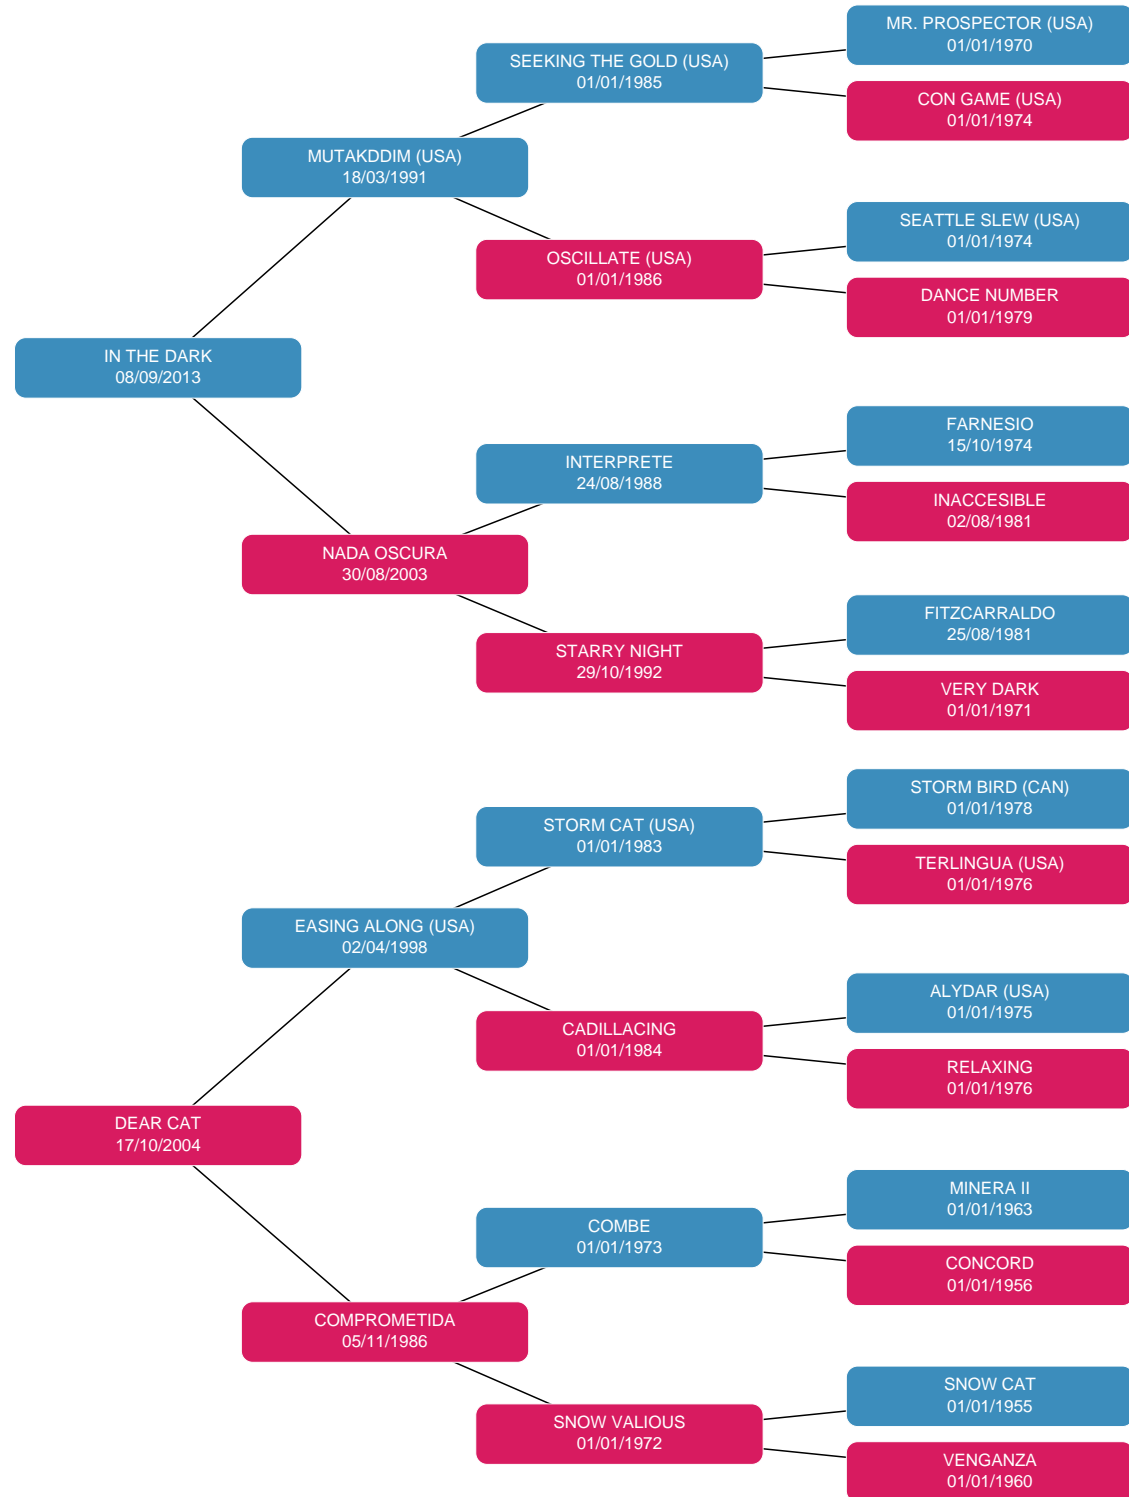 MR. PROSPECTOR (USA)
01/01/1970
SEEKING THE GOLD (USA)
01/01/1985
CON GAME (USA)
01/01/1974
MUTAKDDIM (USA)
18/03/1991
SEATTLE SLEW (USA)
01/01/1974
OSCILLATE (USA)
01/01/1986
DANCE NUMBER
01/01/1979
IN THE DARK
08/09/2013
FARNESIO
15/10/1974
INTERPRETE
24/08/1988
INACCESIBLE
02/08/1981
NADA OSCURA
30/08/2003
FITZCARRALDO
25/08/1981
STARRY NIGHT
29/10/1992
VERY DARK
01/01/1971
STORM BIRD (CAN)
01/01/1978
STORM CAT (USA)
01/01/1983
TERLINGUA (USA)
01/01/1976
EASING ALONG (USA)
02/04/1998
ALYDAR (USA)
01/01/1975
CADILLACING
01/01/1984
RELAXING
01/01/1976
DEAR CAT
17/10/2004
MINERA II
01/01/1963
COMBE
01/01/1973
CONCORD
01/01/1956
COMPROMETIDA
05/11/1986
SNOW CAT
01/01/1955
SNOW VALIOUS
01/01/1972
VENGANZA
01/01/1960